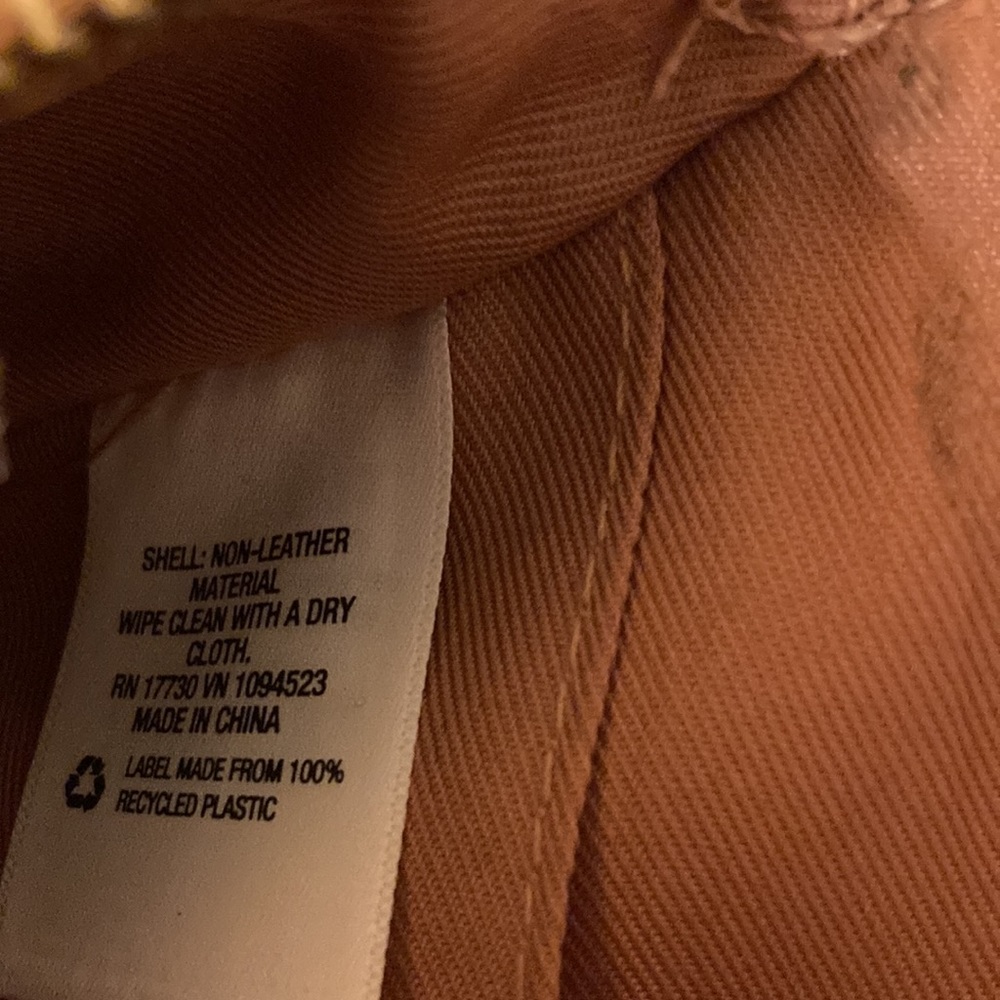 SHELL: NON-LEATHER
MATERIAL
WIPE CLEAN WITH A DRY
CLOTH.
RN 17730 VN 1094523
MADE IN CHINA
LABEL MADE FROM 100%
RECYCLED PLASTIC